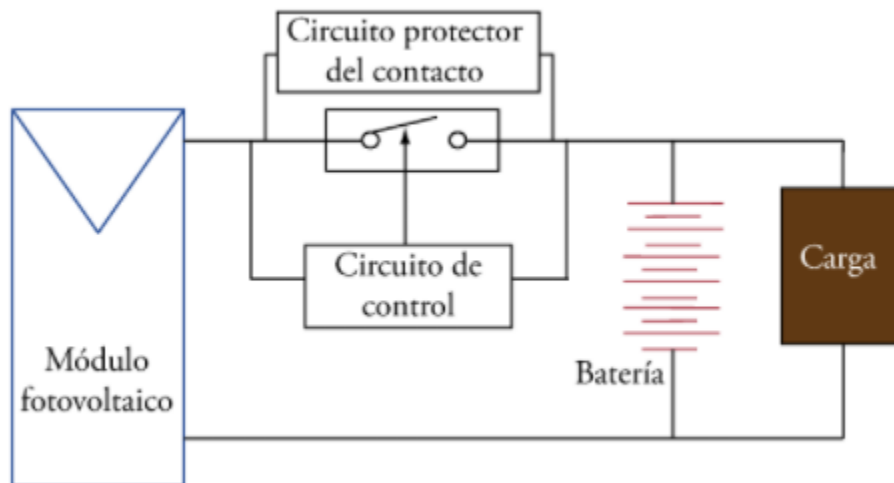 Circuito protector
del contacto
Circuito de
control
Módulo
fotovoltaico
Batería
Carga